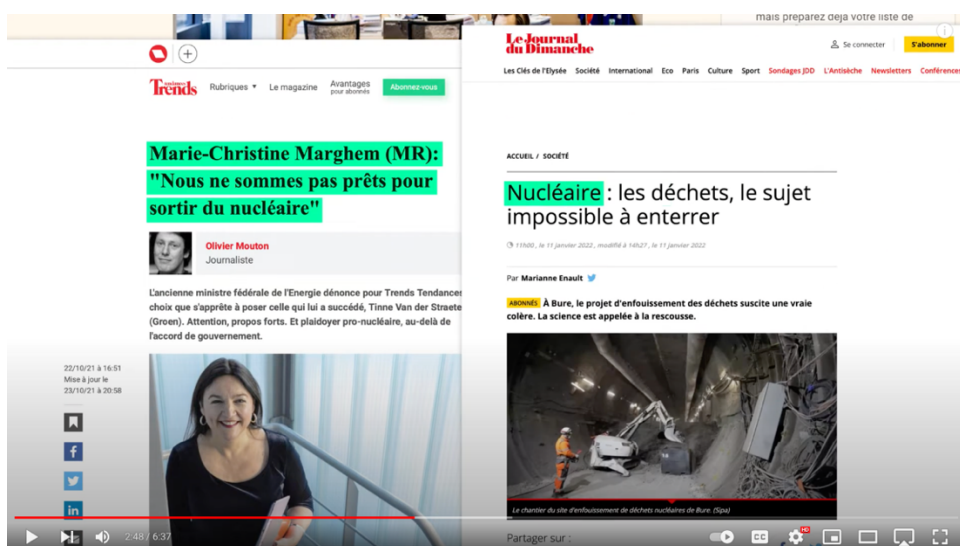 mais préparez déjà votre liste de
Le Journal
du Dimanche
Se connecter
S'abonner
Les Clés de l'Elysée Société International Eco Paris Culture Sport Sondages JDD L'Antisèche Newsletters Conférences
Trends
Rubriques
Le magazine
Avantages
pour abonnés
Abonnez-vous
Marie-Christine Marghem (MR):
"Nous ne sommes pas prêts pour
sortir du nucléaire"
Olivier Mouton
Journaliste
L'ancienne ministre fédérale de l'Energie dénonce pour Trends Tendances
choix que s'apprête à poser celle qui lui a succédé, Tinne Van der Straete
(Groen). Attention, propos forts. Et plaidoyer pro-nucléaire, au-delà de
l'accord de gouvernement.
22/10/21 à 16:51
Mise à jour le
23/10/21 à 20:58
ACCUEIL / SOCIÉTÉ
Nucléaire : les déchets, le sujet
impossible à enterrer
11h00, le 11 janvier 2022, modifié à 14h27, le 11 janvier 2022
Par Marianne Enault
ABONNÉS À Bure, le projet d'enfouissement des déchets suscite une vraie
colère. La science est appelée à la rescousse.
Le chantier du site d'enfouissement de déchets nucléaires de Bure. (Sipa)
Partager sur :
2:48 / 6:37
CC
HD